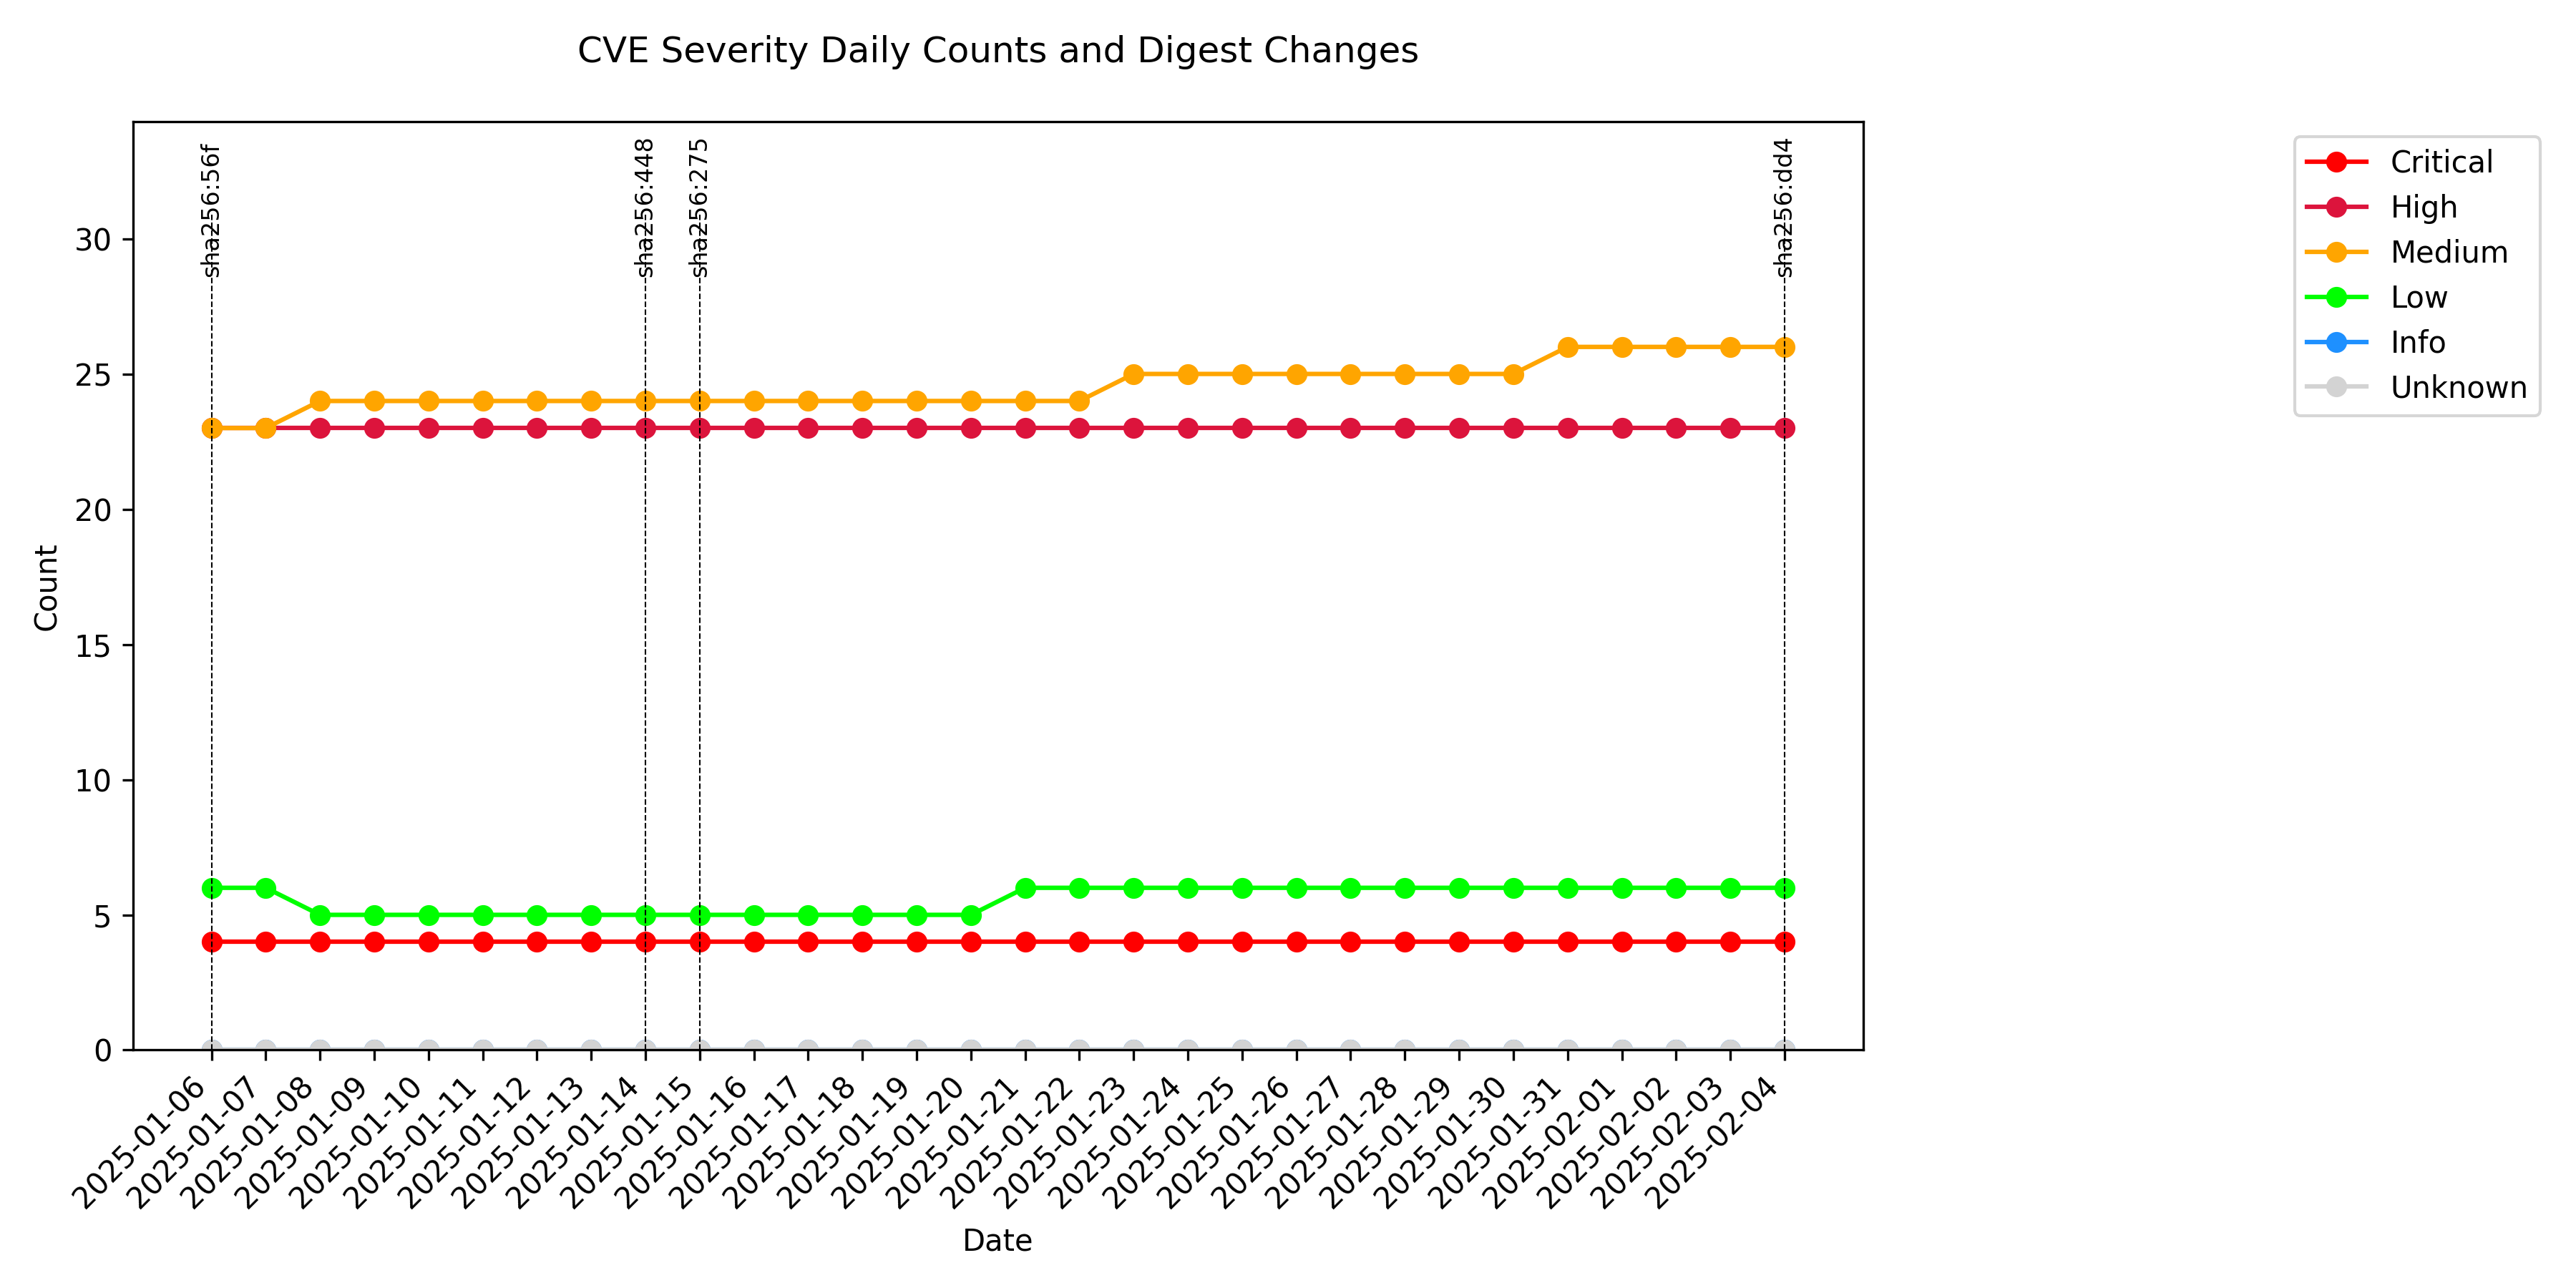 CVE Severity Daily Counts and Digest Changes
sha256:56f
sha256:448
sha256:275
sha256:dd4
Critical
High
Medium
Low
Info
Unknown
30
25
20
15
10
5
0
Count
2025-01-06
2025-01-07
2025-01-08
2025-01-09
2025-01-10
2025-01-11
2025-01-12
2025-01-13
2025-01-14
2025-01-15
2025-01-16
2025-01-17
2025-01-18
2025-01-19
2025-01-20
2025-01-21
2025-01-22
2025-01-23
2025-01-24
2025-01-25
2025-01-26
2025-01-27
2025-01-28
2025-01-29
2025-01-30
2025-01-31
2025-02-01
2025-02-02
2025-02-03
2025-02-04
Date